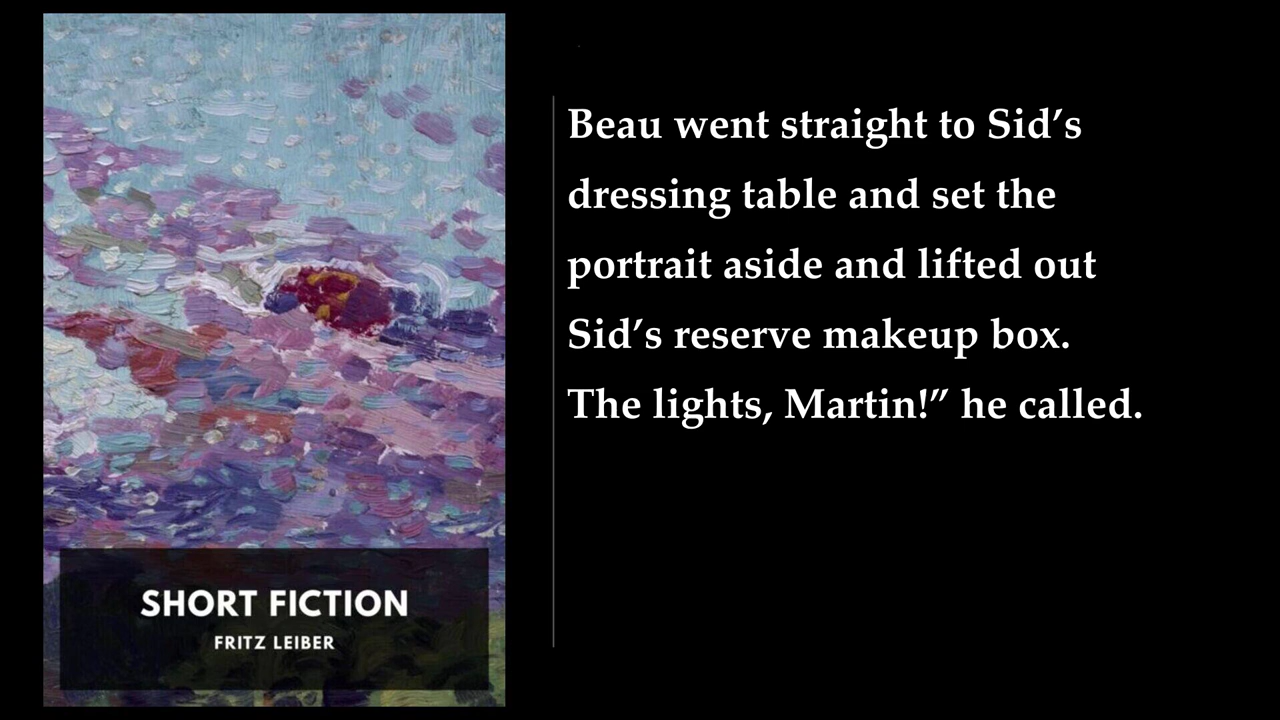 Beau went straight to Sid’s
dressing table and set the
portrait aside and lifted out
Sid’s reserve makeup box.
The lights, Martin!” he called.
SHORT FICTION
FRITZ LEIBER